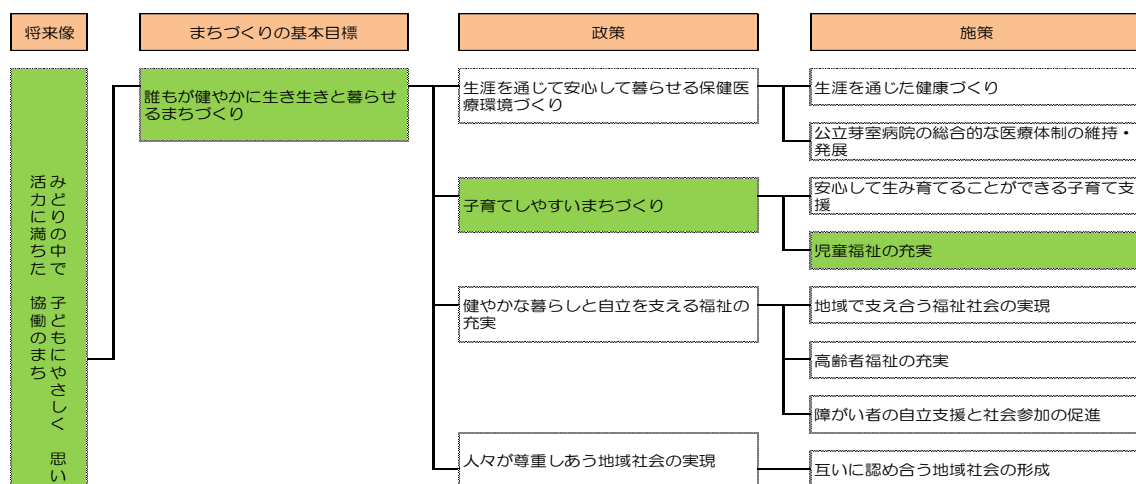 将来像
まちづくりの基本目標
政策
施策
みどりの中で 子どもにやさしく 思い
活力に満ちた 協働のまち
誰もが健やかに生き生きと暮らせ
るまちづくり
生涯を通じて安心して暮らせる保健医
療環境づくり
生涯を通じた健康づくり
公立芽室病院の総合的な医療体制の維持・
発展
子育てしやすいまちづくり
安心して生み育てることができる子育て支
援
児童福祉の充実
健やかな暮らしと自立を支える福祉の
充実
地域で支え合う福祉社会の実現
高齢者福祉の充実
障がい者の自立支援と社会参加の促進
人々が尊重しあう地域社会の実現
互いに認め合う地域社会の形成